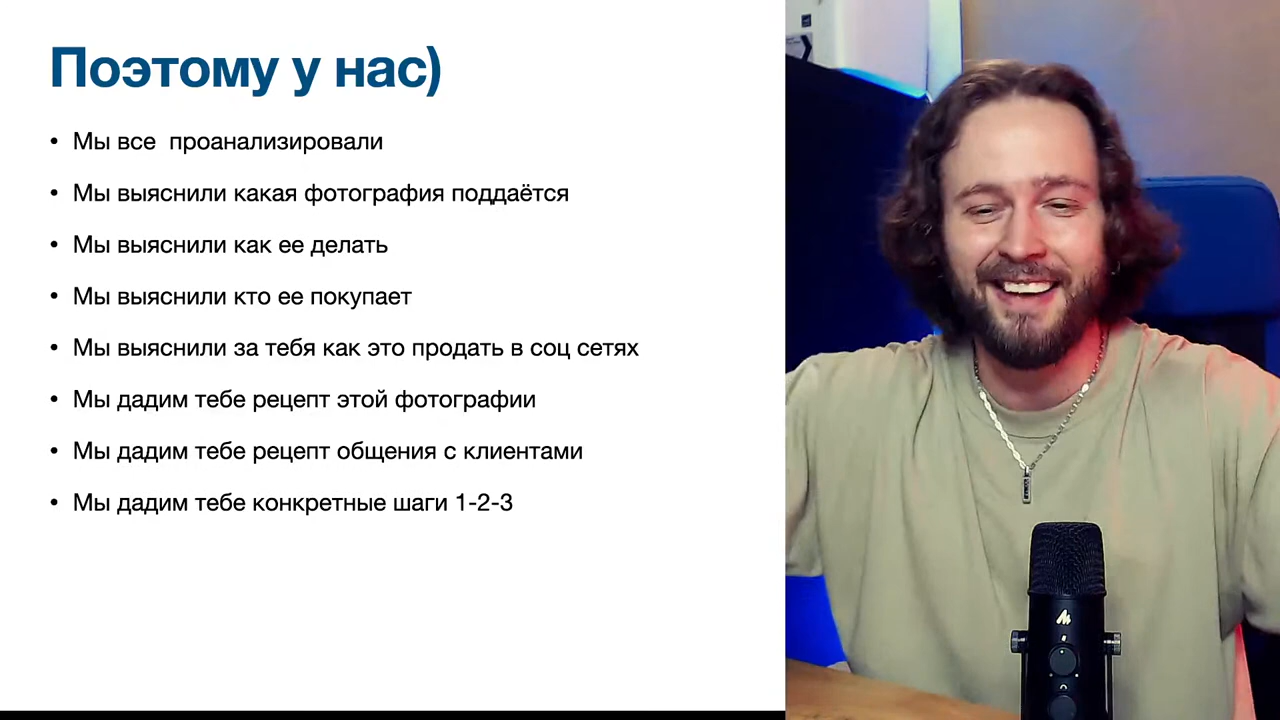 Поэтому у нас)
• Мы все  проанализировали
• Мы выяснили какая фотография поддаётся
• Мы выяснили как ее делать
• Мы выяснили кто ее покупает
• Мы выяснили за тебя как это продать в соц сетях
• Мы дадим тебе рецепт этой фотографии
• Мы дадим тебе рецепт общения с клиентами
• Мы дадим тебе конкретные шаги 1-2-3